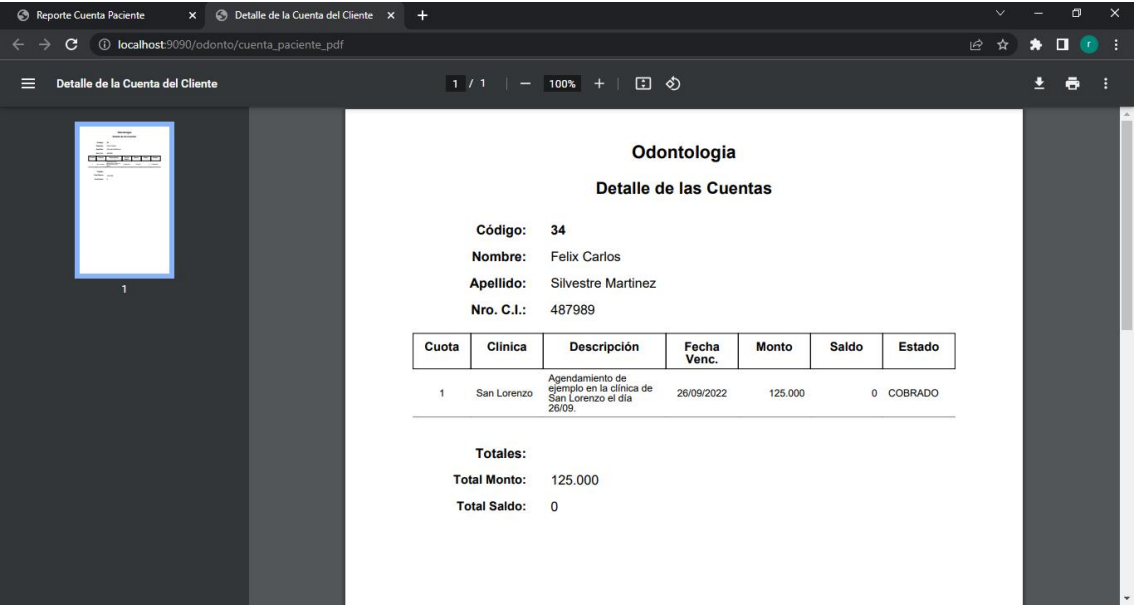 Reporte Cuenta Paciente
Detalle de la Cuenta del Cliente
localhost:9090/odonto/cuenta_paciente_pdf
r
Detalle de la Cuenta del Cliente
1 / 1
100%
1
Odontologia
Detalle de las Cuentas
Código: 34
Nombre: Felix Carlos
Apellido: Silvestre Martinez
Nro. C.I.: 487989
Cuota Clinica Descripción Fecha Venc. Monto Saldo Estado
1 San Lorenzo Agendamiento de
ejemplo en la clínica de
San Lorenzo el día
26/09.
26/09/2022 125.000 0 COBRADO
Totales:
Total Monto: 125.000
Total Saldo: 0